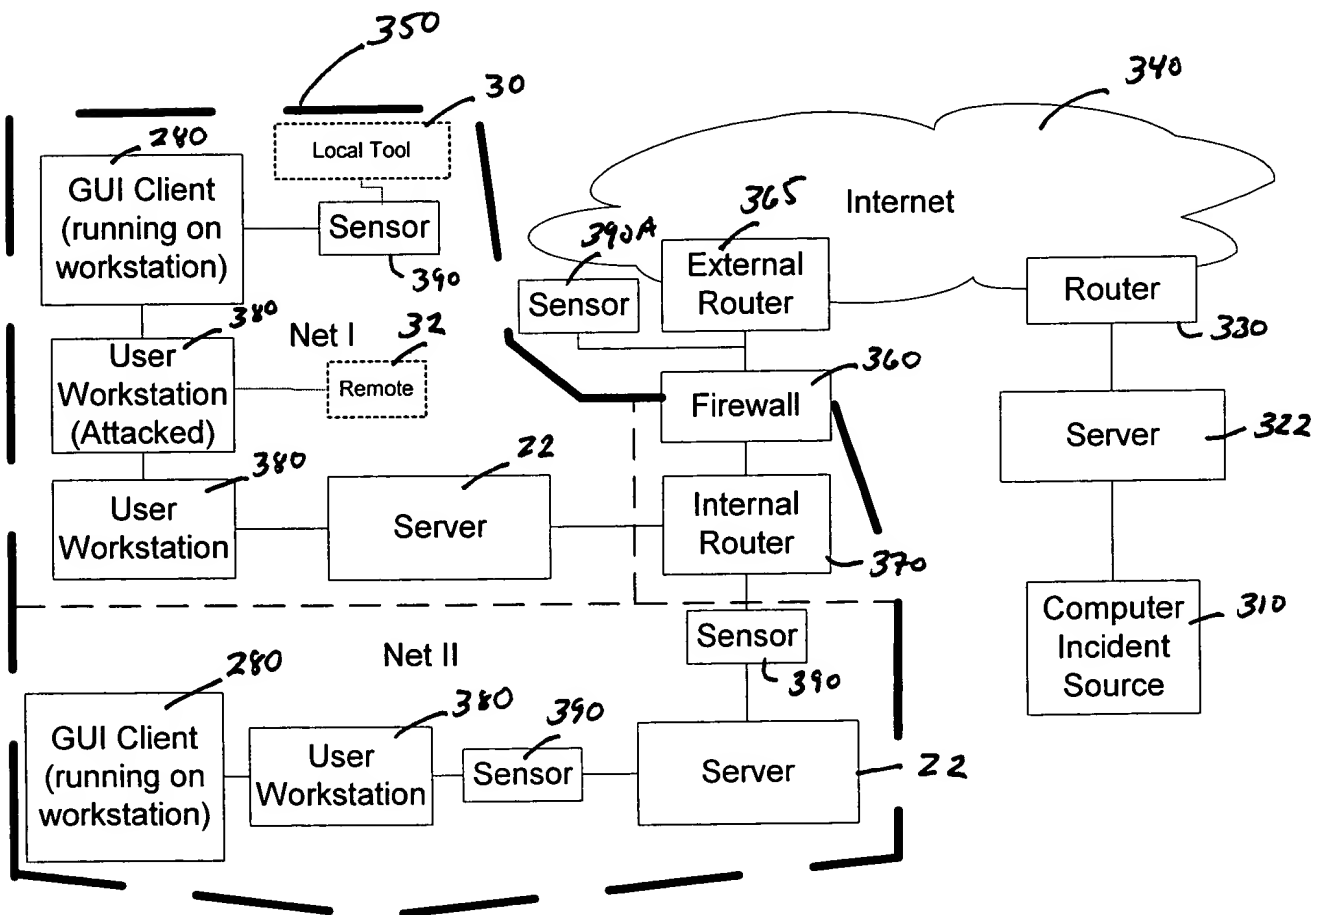 350
30
340
280
Local Tool
GUI Client
(running on
workstation)
Sensor
390
365
Internet
390A
External
Router
Sensor
Router
330
380
Net I
32
User
Workstation
(Attacked)
Remote
360
Firewall
Server
322
380
22
User
Workstation
Server
Internal
Router
370
Computer
Incident
Source
310
Sensor
390
Net II
280
380
390
GUI Client
(running on
workstation)
User
Workstation
Sensor
Server
22